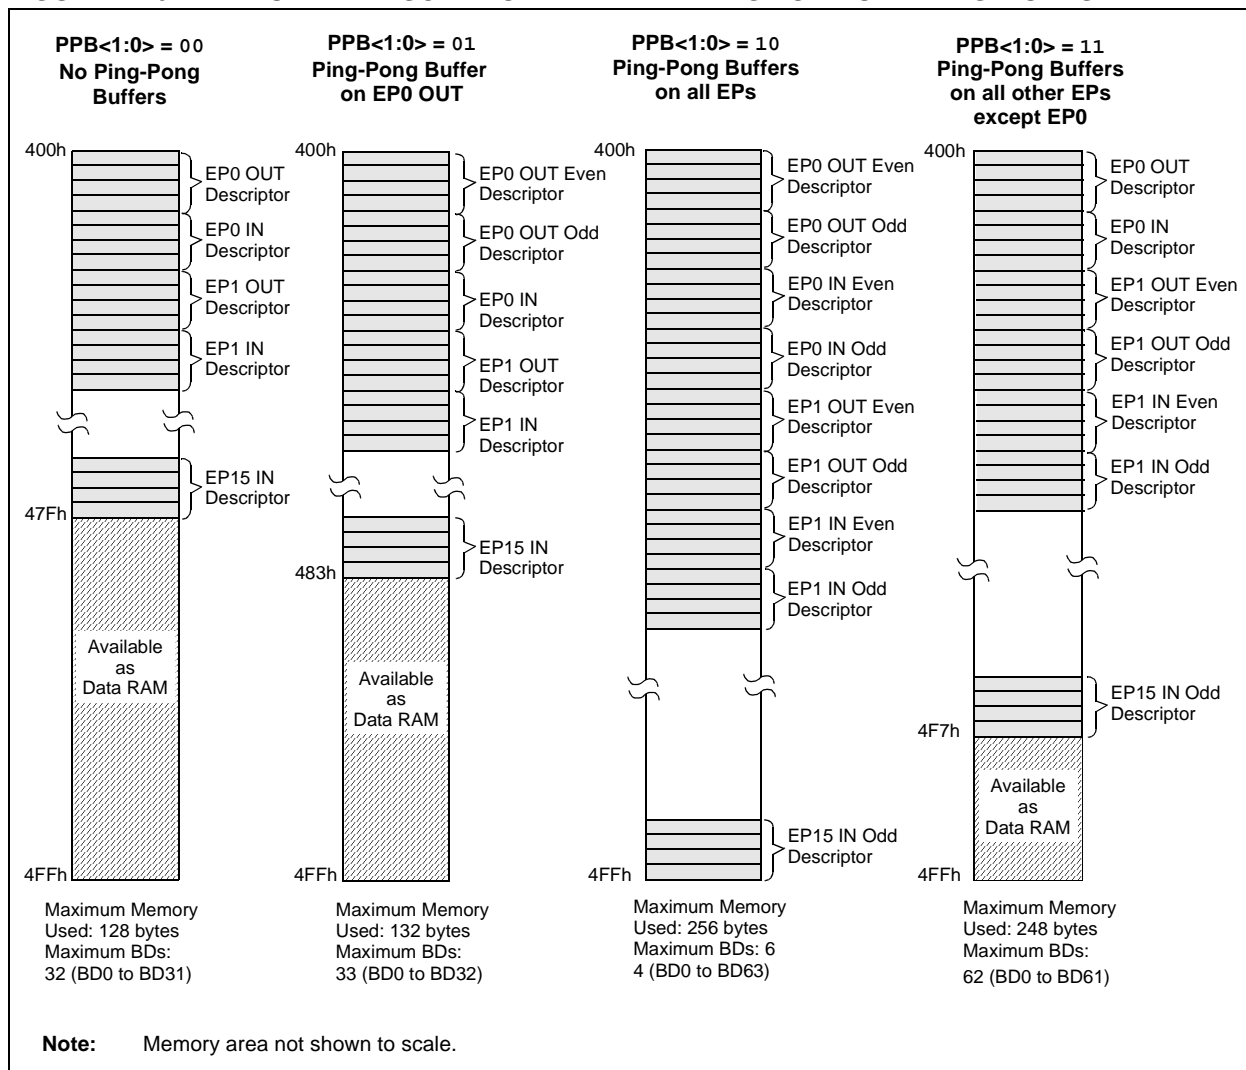 PPB<1:0> = 00
No Ping-Pong
Buffers
400h
EP0 OUT
Descriptor
EP0 IN
Descriptor
EP1 OUT
Descriptor
EP1 IN
Descriptor
EP15 IN
Descriptor
47Fh
Available
as
Data RAM
4FFh
Maximum Memory
Used: 128 bytes
Maximum BDs:
32 (BD0 to BD31)
PPB<1:0> = 01
Ping-Pong Buffer
on EP0 OUT
400h
EP0 OUT Even
Descriptor
EP0 OUT Odd
Descriptor
EP0 IN
Descriptor
EP1 OUT
Descriptor
EP1 IN
Descriptor
EP15 IN
Descriptor
483h
Available
as
Data RAM
4FFh
Maximum Memory
Used: 132 bytes
Maximum BDs:
33 (BD0 to BD32)
PPB<1:0> = 10
Ping-Pong Buffers
on all EPs
400h
EP0 OUT Even
Descriptor
EP0 OUT Odd
Descriptor
EP0 IN Even
Descriptor
EP0 IN Odd
Descriptor
EP1 OUT Even
Descriptor
EP1 OUT Odd
Descriptor
EP1 IN Even
Descriptor
EP1 IN Odd
Descriptor
EP15 IN Odd
Descriptor
4FFh
Maximum Memory
Used: 256 bytes
Maximum BDs: 6
4 (BD0 to BD63)
PPB<1:0> = 11
Ping-Pong Buffers
on all other EPs
except EP0
400h
EP0 OUT
Descriptor
EP0 IN
Descriptor
EP1 OUT Even
Descriptor
EP1 OUT Odd
Descriptor
EP1 IN Even
Descriptor
EP1 IN Odd
Descriptor
EP15 IN Odd
Descriptor
4F7h
Available
as
Data RAM
4FFh
Maximum Memory
Used: 248 bytes
Maximum BDs:
62 (BD0 to BD61)
Note: Memory area not shown to scale.